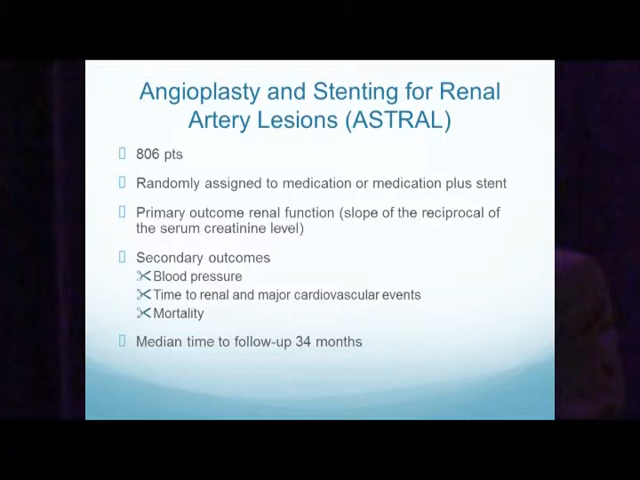 Angioplasty and Stenting for Renal
Artery Lesions (ASTRAL)
806 pts
Randomly assigned to medication or medication plus stent
Primary outcome renal function (slope of the reciprocal of
the serum creatinine level)
Secondary outcomes
Blood pressure
Time to renal and major cardiovascular events
Mortality
Median time to follow-up 34 months